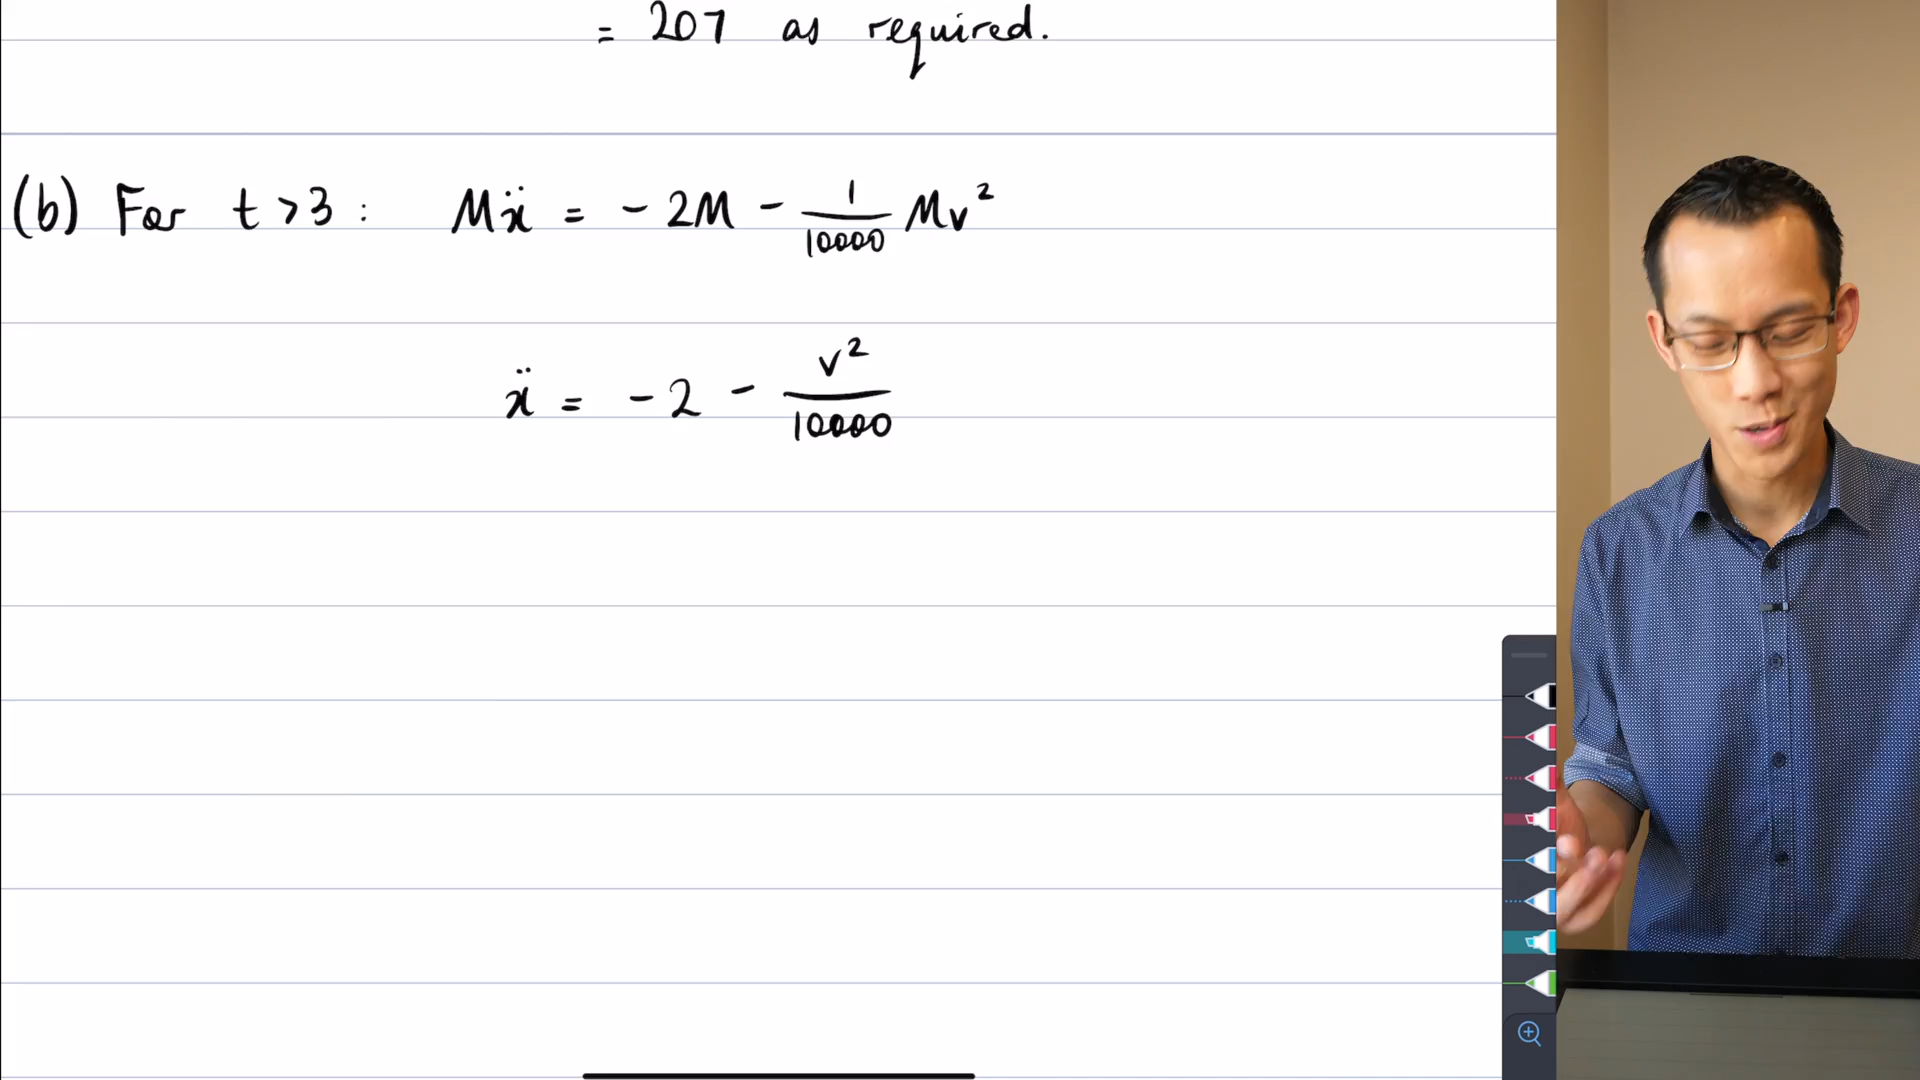 = 207 as required.
(b) For t > 3 : Mẍ = - 2M - 1/10000 Mv²
ẍ = - 2 - v²/10000